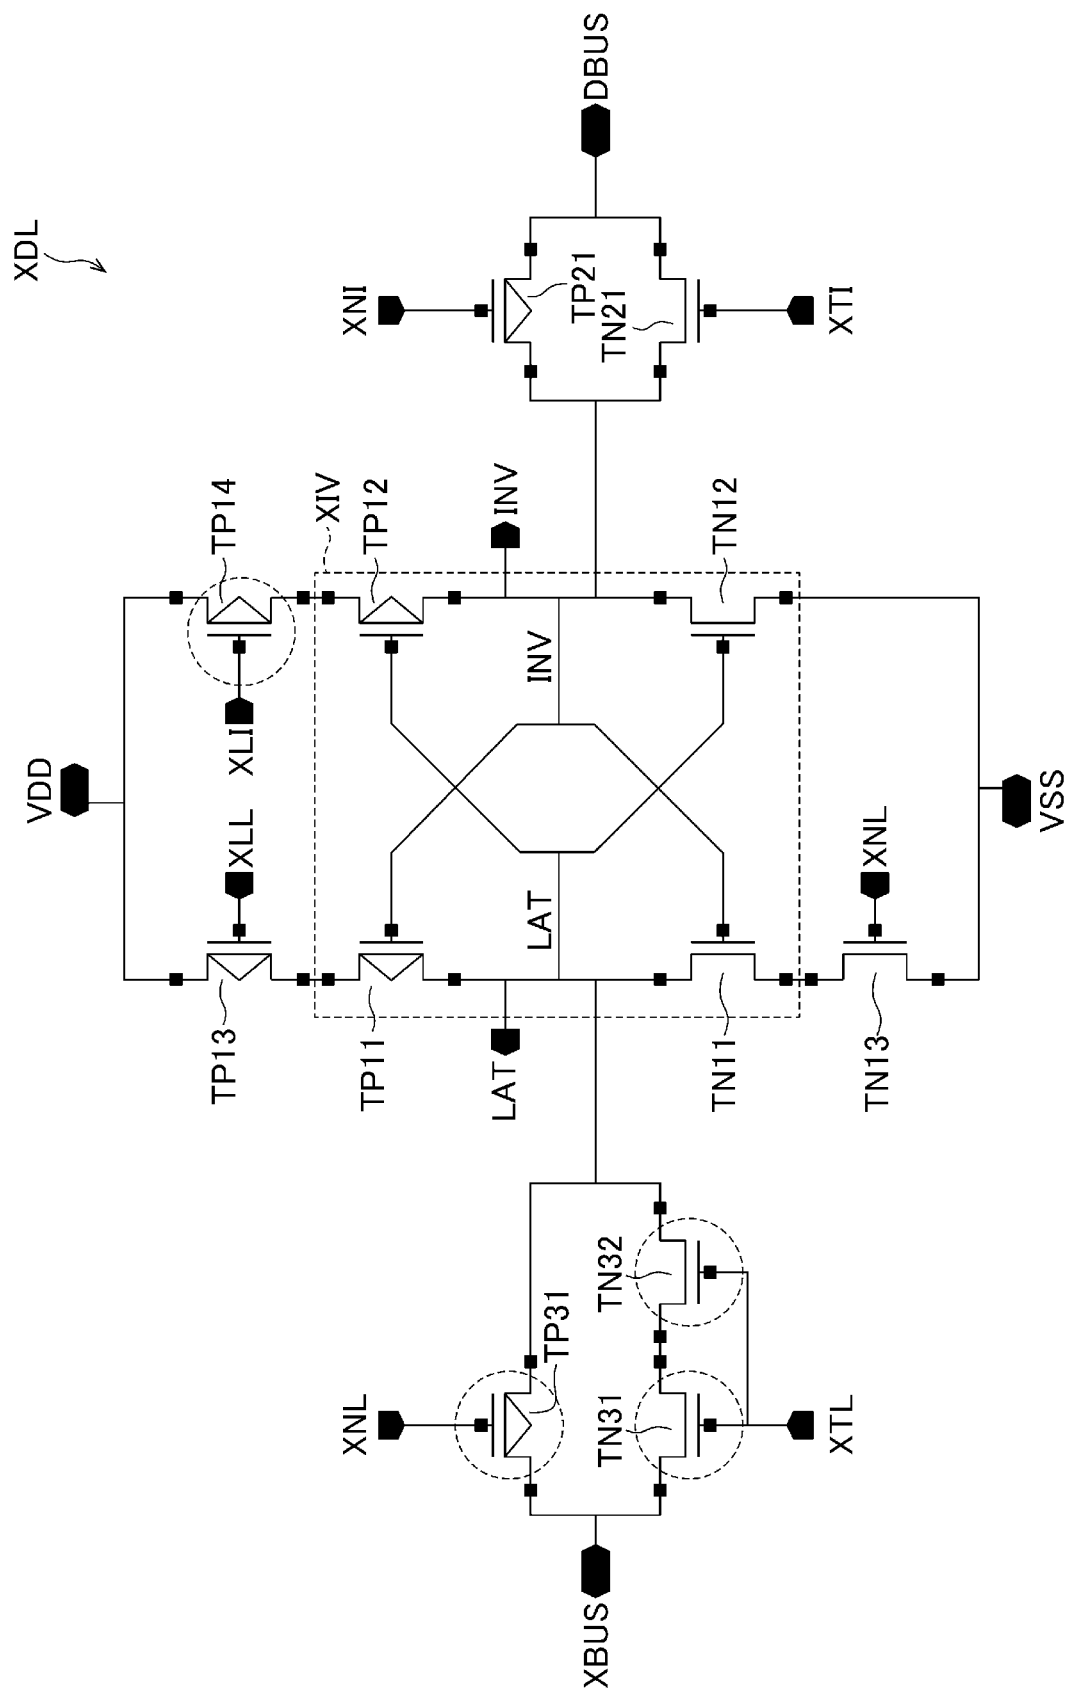 XDL
VDD
VSS
XBUS
DBUS
XNL
TP31
TN31
TN32
XTL
TP13
XLL
XLI
TP14
XIV
TP11
TP12
LAT
INV
LAT
INV
TN11
TN12
TN13
XNL
XNI
TP21
TN21
XTI